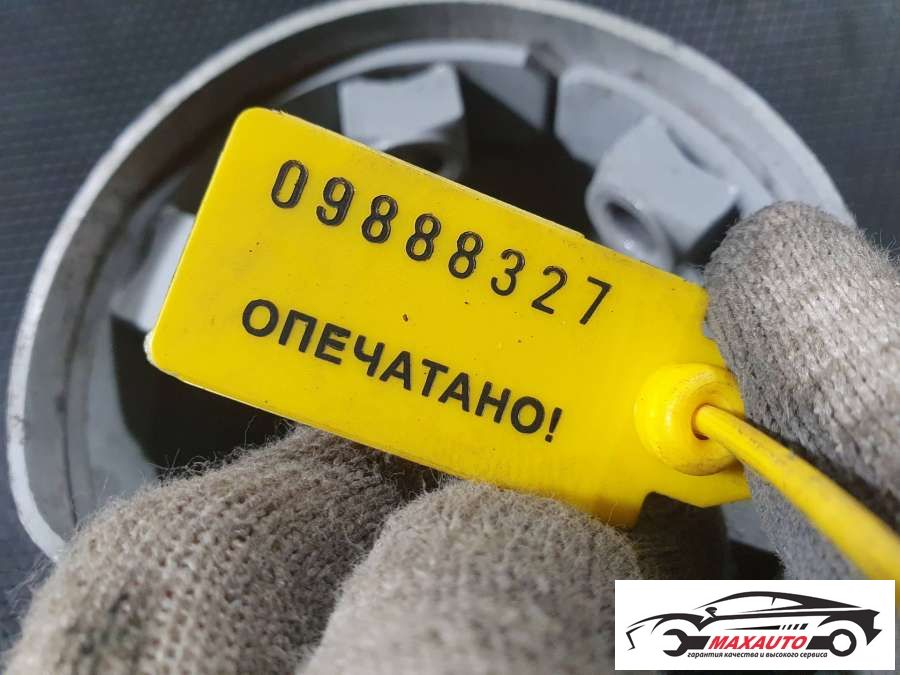 09888327
ОПЕЧАТАНО!
MAXAUTO
гарантия качества и высокого сервиса